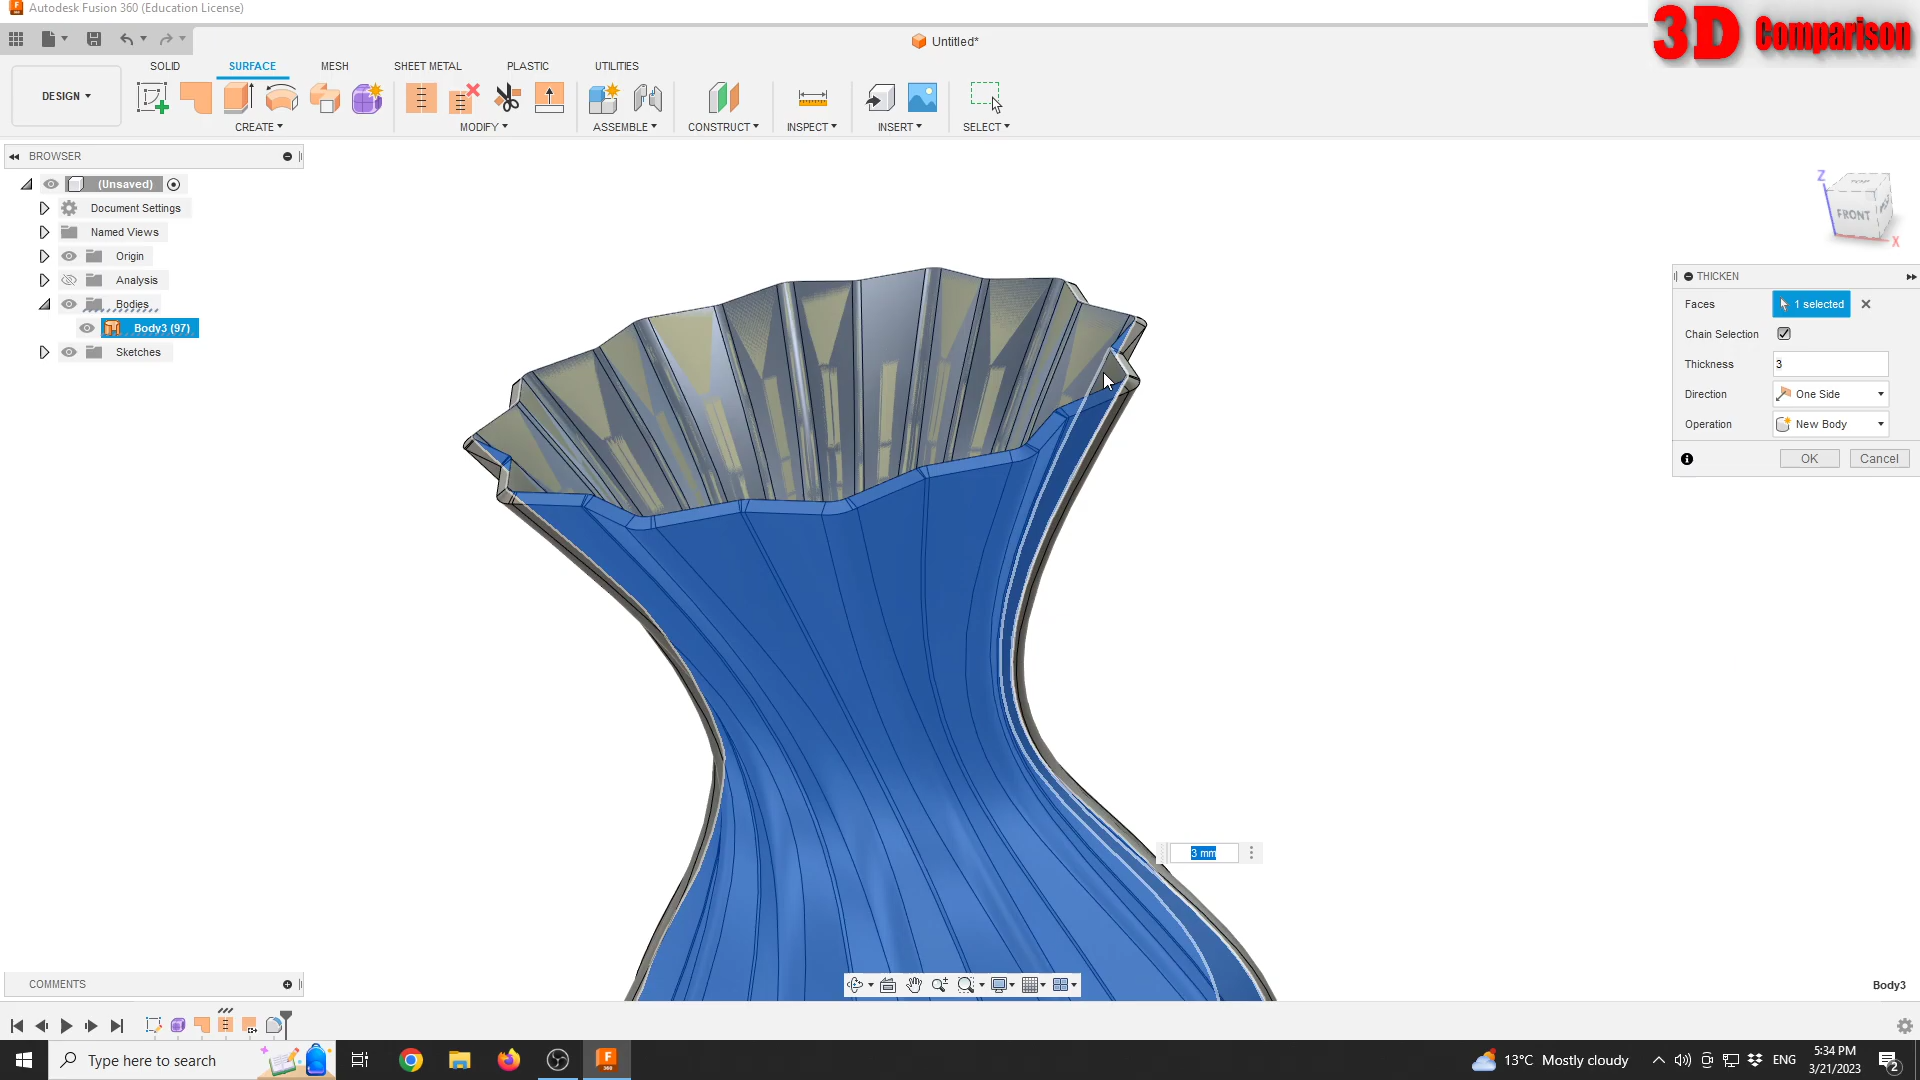 Autodesk Fusion 360 (Education License)
3D Comparison
Untitled*
SOLID
SURFACE
MESH
SHEET METAL
PLASTIC
UTILITIES
DESIGN
CREATE
MODIFY
ASSEMBLE
CONSTRUCT
INSPECT
INSERT
SELECT
BROWSER
(Unsaved)
Document Settings
Named Views
Origin
Analysis
Bodies
Body3 (97)
Sketches
Z
FRONT
X
THICKEN
Faces
1 selected
Chain Selection
Thickness
3
Direction
One Side
Operation
New Body
OK
Cancel
3 mm
COMMENTS
Body3
Type here to search
13°C Mostly cloudy
ENG
5:34 PM
3/21/2023
2